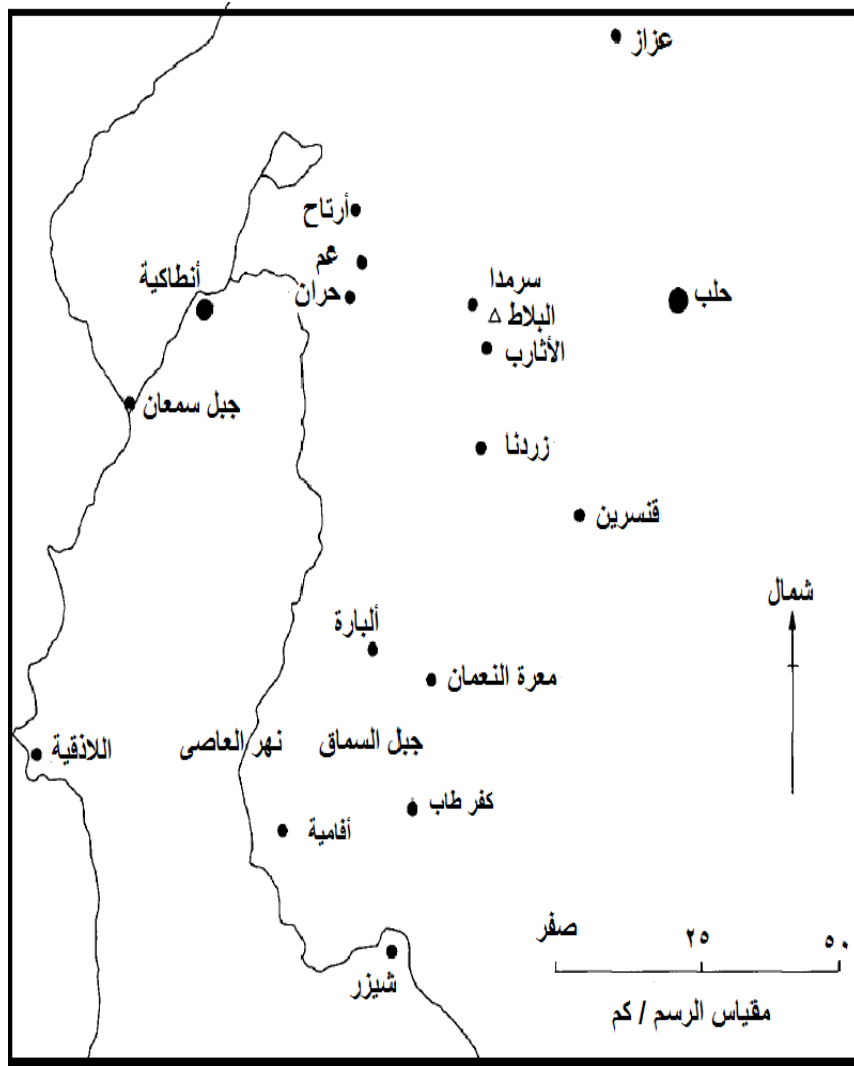 عزاز
أرتاح
عم
أنطاكية
حران
سرمدا
البلاط
الأثارب
حلب
جبل سمعان
زردنا
قنسرين
شمال
ألبارة
معرة النعمان
اللاذقية
نهر العاصى
جبل السماق
كفر طاب
أفامية
شيزر
صفر
٢٥
٥٠
مقياس الرسم / كم